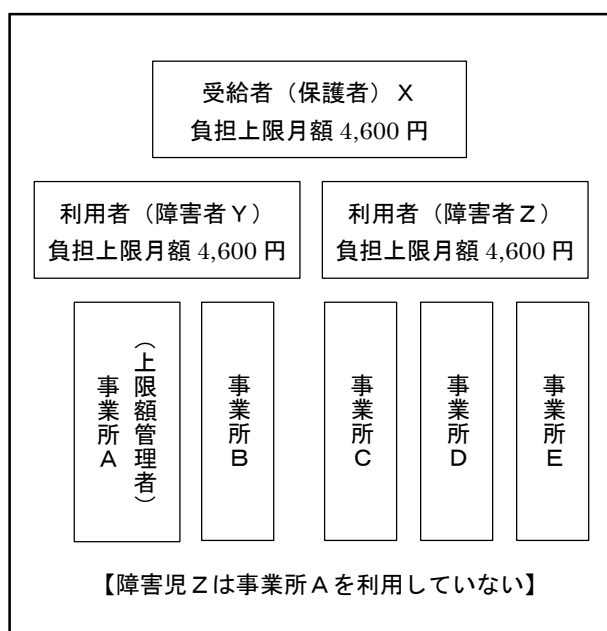 受給者（保護者）X
負担上限月額 4,600 円
利用者（障害者Y）
負担上限月額 4,600 円
利用者（障害者Z）
負担上限月額 4,600 円
（上限額管理者）
事業所A
事業所B
事業所C
事業所D
事業所E
【障害児Zは事業所Aを利用していない】